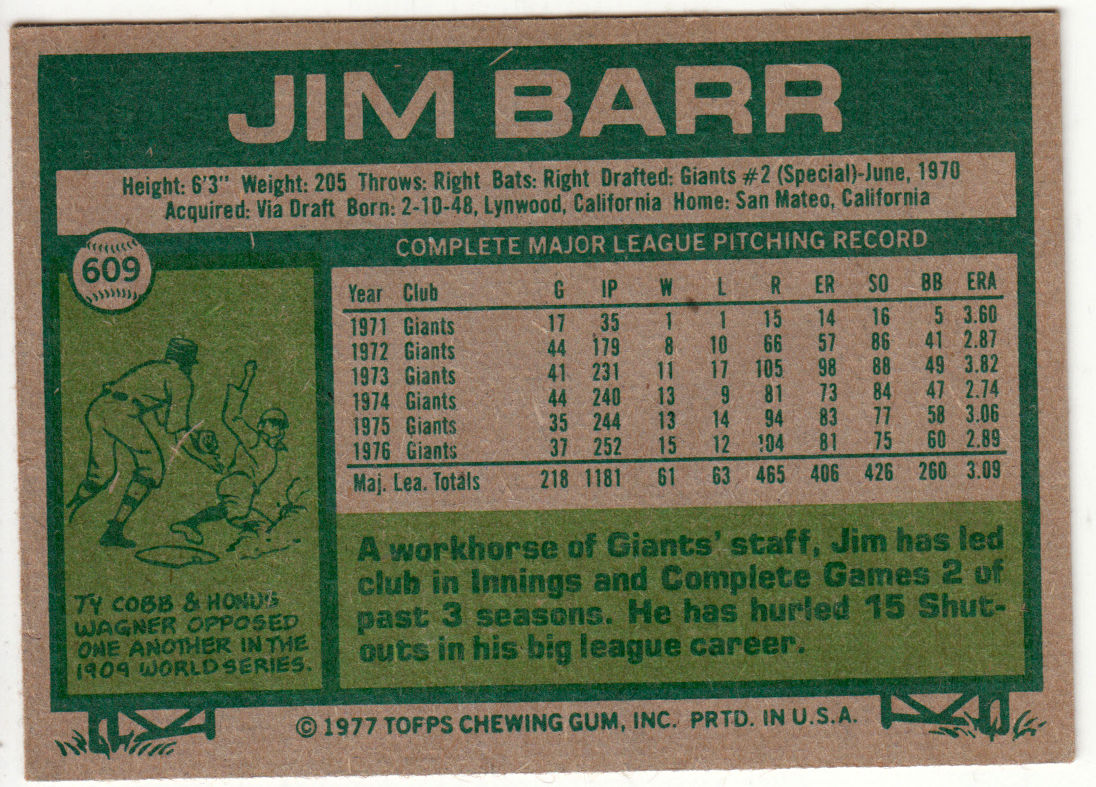 JIM BARR
Height: 6'3" Weight: 205 Throws: Right Bats: Right Drafted: Giants #2 (Special)-June, 1970
Acquired: Via Draft Born: 2-10-48, Lynwood, California Home: San Mateo, California
609
COMPLETE MAJOR LEAGUE PITCHING RECORD
Year Club G IP W L R ER SO BB ERA
1971 Giants 17 35 1 1 15 14 16 5 3.60
1972 Giants 44 179 8 10 66 57 86 41 2.87
1973 Giants 41 231 11 17 105 98 88 49 3.82
1974 Giants 44 240 13 9 81 73 84 47 2.74
1975 Giants 35 244 13 14 94 83 77 58 3.06
1976 Giants 37 252 15 12 104 81 75 60 2.89
Maj. Lea. Totals 218 1181 61 63 465 406 426 260 3.09
A workhorse of Giants' staff, Jim has led
club in Innings and Complete Games 2 of
past 3 seasons. He has hurled 15 Shut-
outs in his big league career.
TY COBB & HONUS
WAGNER OPPOSED
ONE ANOTHER IN THE
1909 WORLD SERIES.
© 1977 TOPPS CHEWING GUM, INC. PRTD. IN U.S.A.